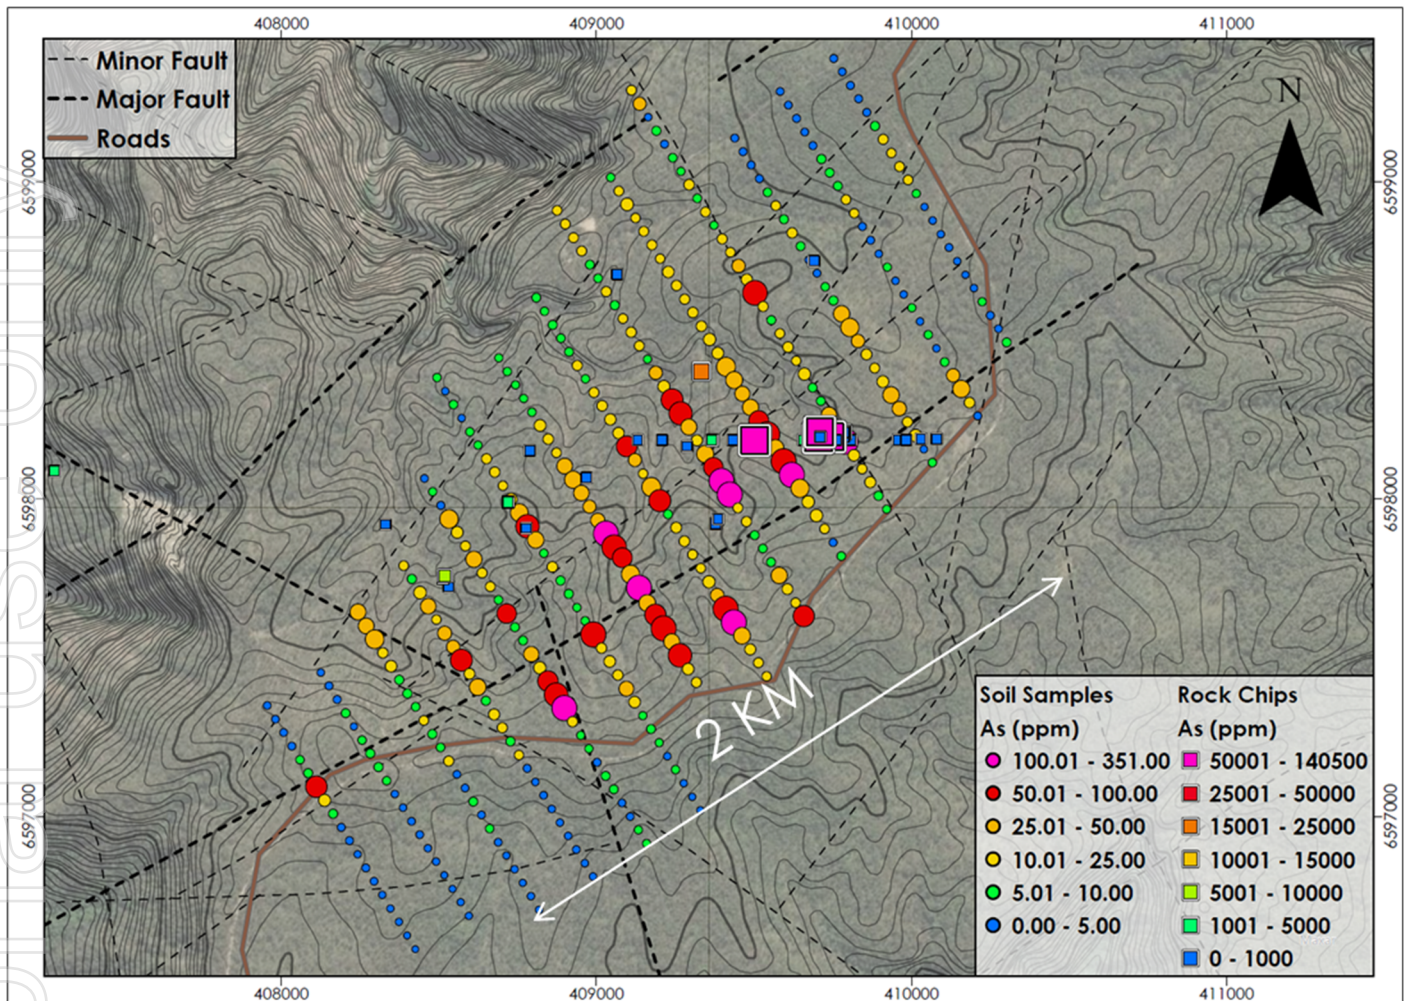 408000 409000 410000 411000
Minor Fault
Major Fault
Roads
N
6599000 6599000
6598000 6598000
6597000 6597000
2 KM
Soil Samples
As (ppm)
100.01 - 351.00
50.01 - 100.00
25.01 - 50.00
10.01 - 25.00
5.01 - 10.00
0.00 - 5.00
Rock Chips
As (ppm)
50001 - 140500
25001 - 50000
15001 - 25000
10001 - 15000
5001 - 10000
1001 - 5000
0 - 1000
408000 409000 410000 411000